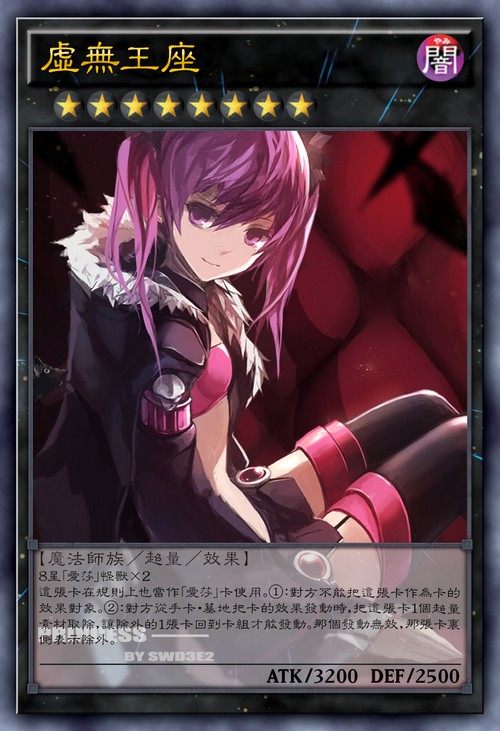 虛無王座
やみ
闇
【魔法師族／超量／效果】
8星「愛莎」怪獸×2
這張卡在規則上也當作「愛莎」卡使用。①:對方不能把這張卡作為卡的
效果對象。②:對方從手卡・墓地把卡的效果發動時,把這張卡1個超量
素材取除,讓除外的1張卡回到卡組才能發動。那個發動無效,那張卡裏
側表示除外。
BY SWD3E2
ATK/3200 DEF/2500